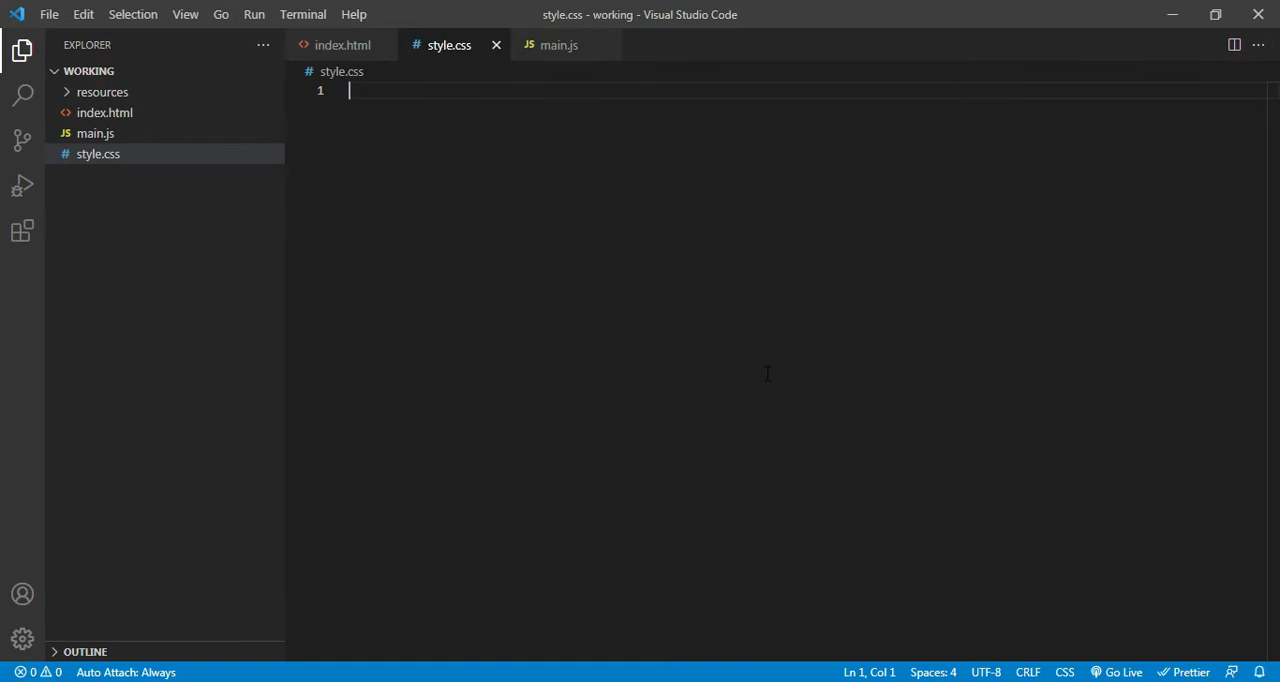 File Edit Selection View Go Run Terminal Help
style.css - working - Visual Studio Code
EXPLORER
index.html
style.css
JS main.js
WORKING
style.css
resources
1
index.html
JS main.js
style.css
OUTLINE
0 0 Auto Attach: Always
Ln 1, Col 1 Spaces: 4 UTF-8 CRLF CSS Go Live Prettier